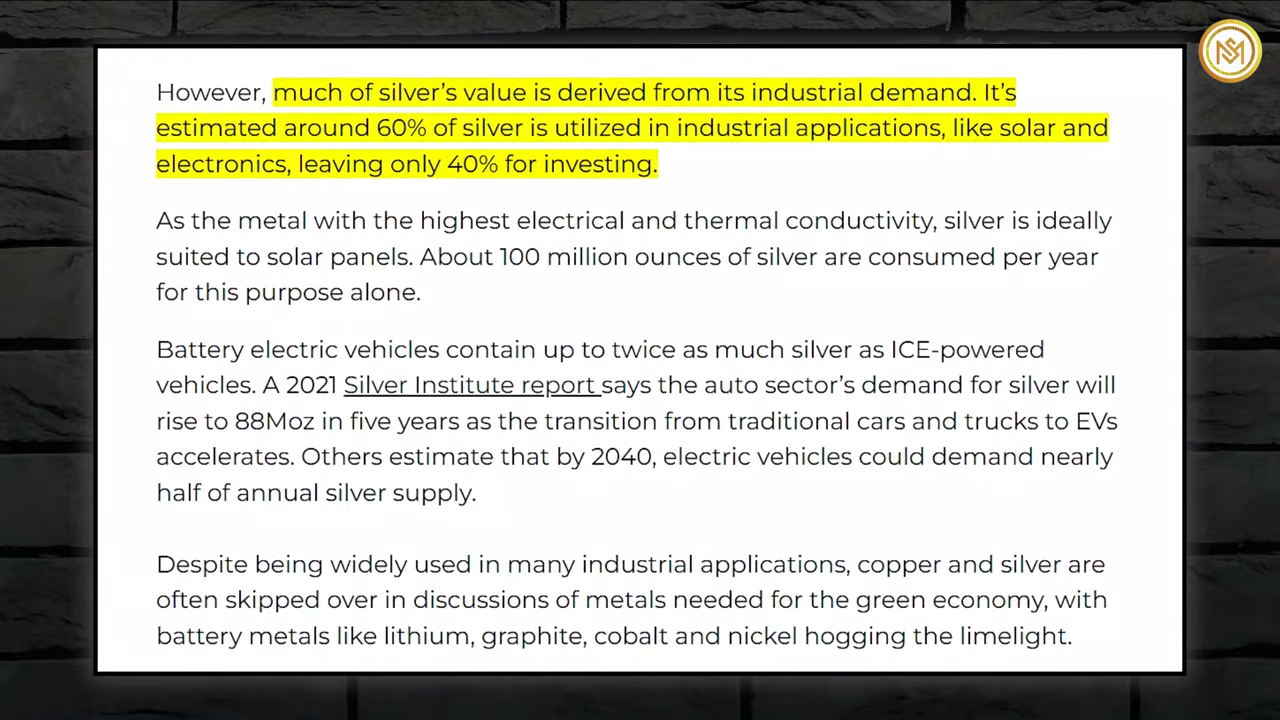 However, much of silver’s value is derived from its industrial demand. It’s
estimated around 60% of silver is utilized in industrial applications, like solar and
electronics, leaving only 40% for investing.
As the metal with the highest electrical and thermal conductivity, silver is ideally
suited to solar panels. About 100 million ounces of silver are consumed per year
for this purpose alone.
Battery electric vehicles contain up to twice as much silver as ICE-powered
vehicles. A 2021 Silver Institute report says the auto sector’s demand for silver will
rise to 88Moz in five years as the transition from traditional cars and trucks to EVs
accelerates. Others estimate that by 2040, electric vehicles could demand nearly
half of annual silver supply.
Despite being widely used in many industrial applications, copper and silver are
often skipped over in discussions of metals needed for the green economy, with
battery metals like lithium, graphite, cobalt and nickel hogging the limelight.